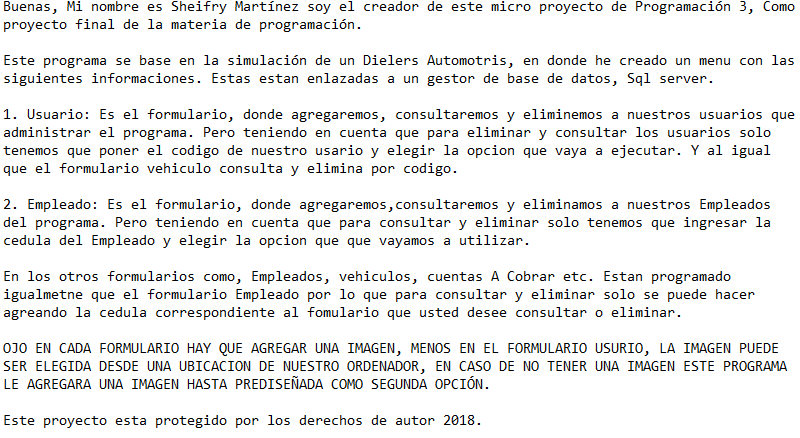 Buenas, Mi nombre es Sheifry Martínez soy el creador de este micro proyecto de Programación 3, Como
proyecto final de la materia de programación.
Este programa se base en la simulación de un Dielers Automotris, en donde he creado un menu con las
siguientes informaciones. Estas estan enlazadas a un gestor de base de datos, Sql server.
1. Usuario: Es el formulario, donde agregaremos, consultaremos y eliminemos a nuestros usuarios que
administrar el programa. Pero teniendo en cuenta que para eliminar y consultar los usuarios solo
tenemos que poner el codigo de nuestro usario y elegir la opcion que vaya a ejecutar. Y al igual
que el formulario vehiculo consulta y elimina por codigo.
2. Empleado: Es el formulario, donde agregaremos,consultaremos y eliminamos a nuestros Empleados
del programa. Pero teniendo en cuenta que para consultar y eliminar solo tenemos que ingresar la
cedula del Empleado y elegir la opcion que que vayamos a utilizar.
En los otros formularios como, Empleados, vehiculos, cuentas A Cobrar etc. Estan programado
igualmetne que el formulario Empleado por lo que para consultar y eliminar solo se puede hacer
agreando la cedula correspondiente al fomulario que usted desee consultar o eliminar.
OJO EN CADA FORMULARIO HAY QUE AGREGAR UNA IMAGEN, MENOS EN EL FORMULARIO USURIO, LA IMAGEN PUEDE
SER ELEGIDA DESDE UNA UBICACION DE NUESTRO ORDENADOR, EN CASO DE NO TENER UNA IMAGEN ESTE PROGRAMA
LE AGREGARA UNA IMAGEN HASTA PREDISEÑADA COMO SEGUNDA OPCIÓN.
Este proyecto esta protegido por los derechos de autor 2018.